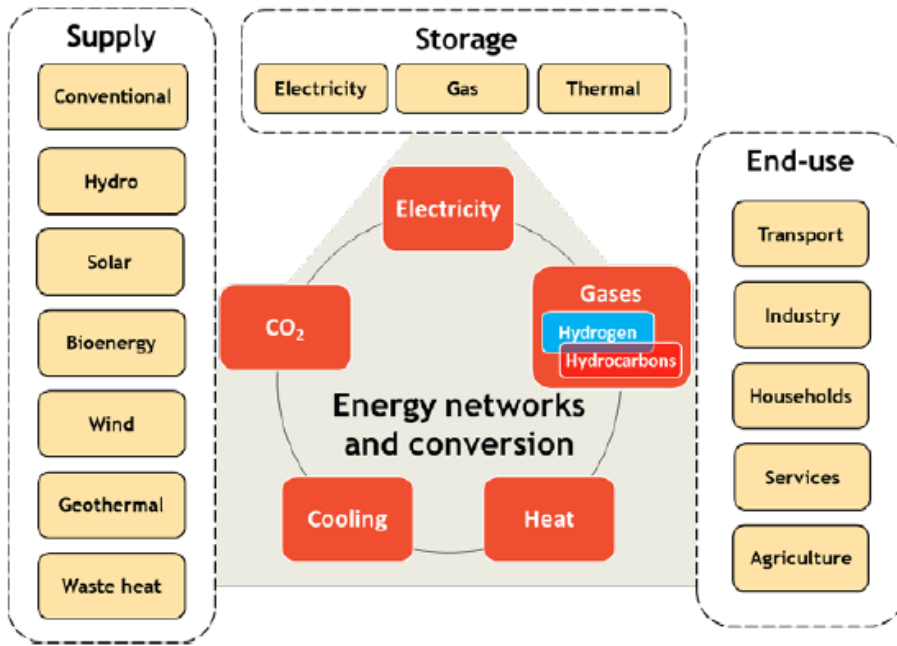 Supply
Conventional
Hydro
Solar
Bioenergy
Wind
Geothermal
Waste heat
Storage
Electricity
Gas
Thermal
Electricity
Gases
Hydrogen
Hydrocarbons
CO₂
Energy networks
and conversion
Cooling
Heat
End-use
Transport
Industry
Households
Services
Agriculture